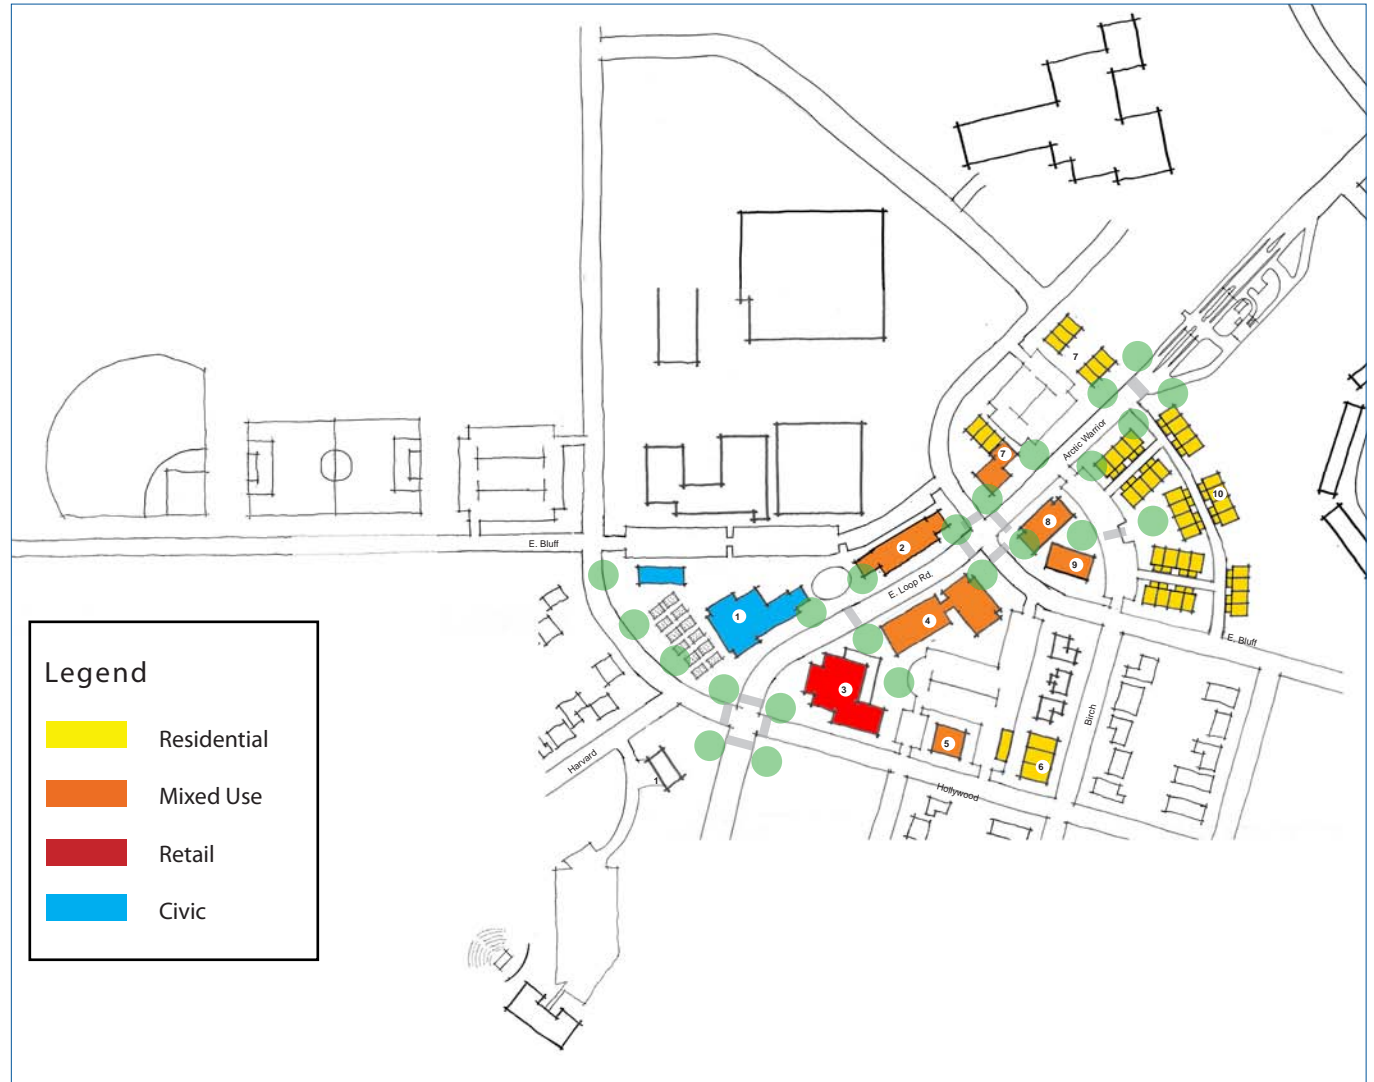 7
Arctic Warrior
7
10
8
2
E. Bluff
9
E. Loop Rd.
1
4
E. Bluff
Legend
3
Birch
Residential
5
Harvard
6
1
Hollywood
Mixed Use
Retail
Civic